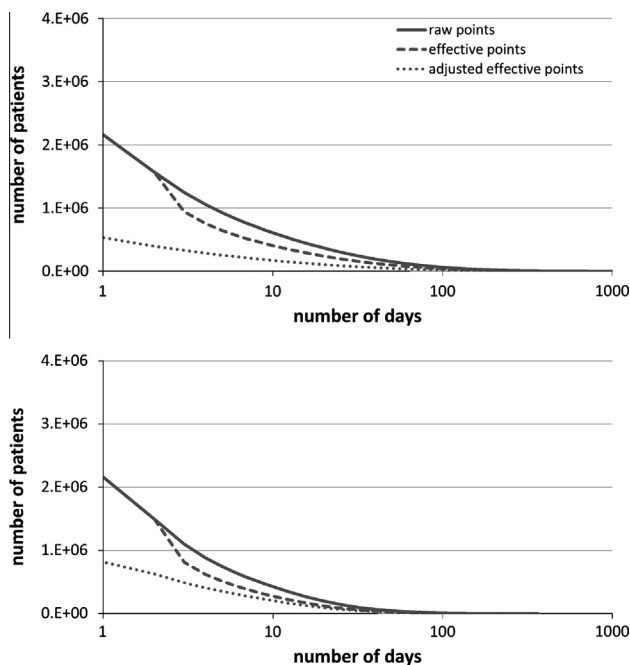 4.E+06
raw points
effective points
adjusted effective points
3.E+06
2.E+06
1.E+06
0.E+00
number of patients
1 10 100 1000
number of days
4.E+06
3.E+06
2.E+06
1.E+06
0.E+00
number of patients
1 10 100 1000
number of days